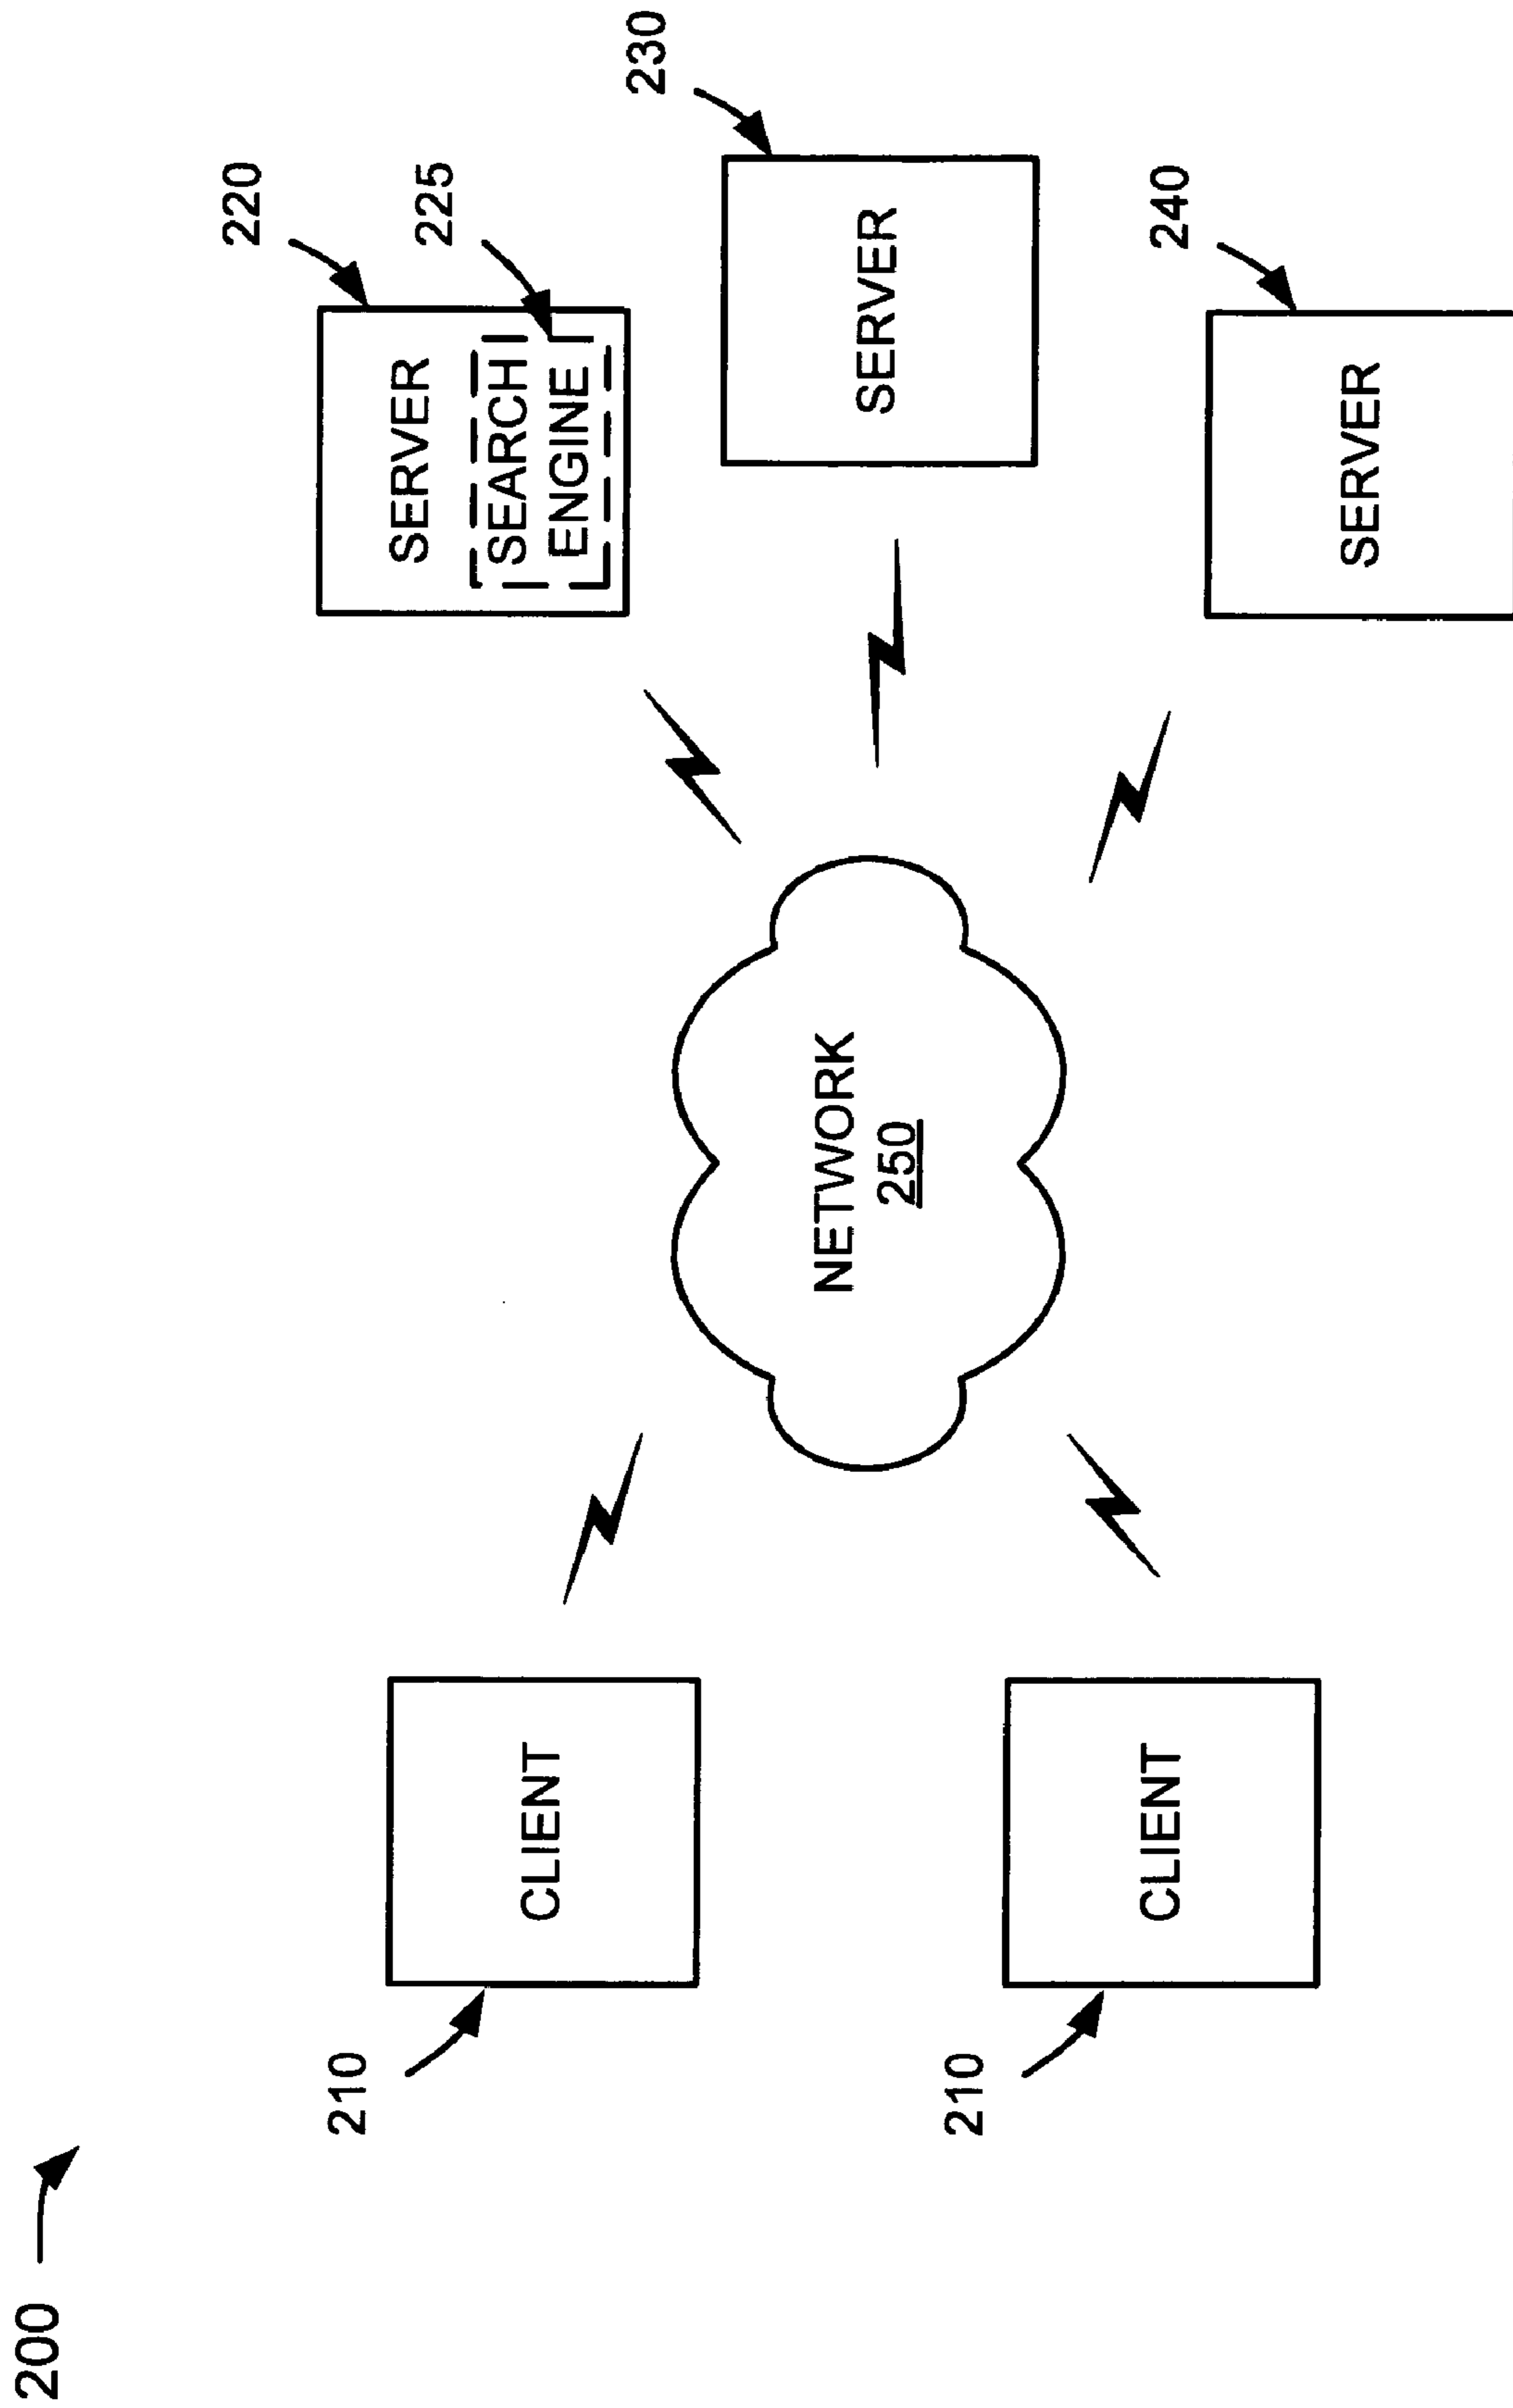 200
210
CLIENT
210
CLIENT
NETWORK
250
220
SERVER
225
SEARCH
ENGINE
230
SERVER
240
SERVER